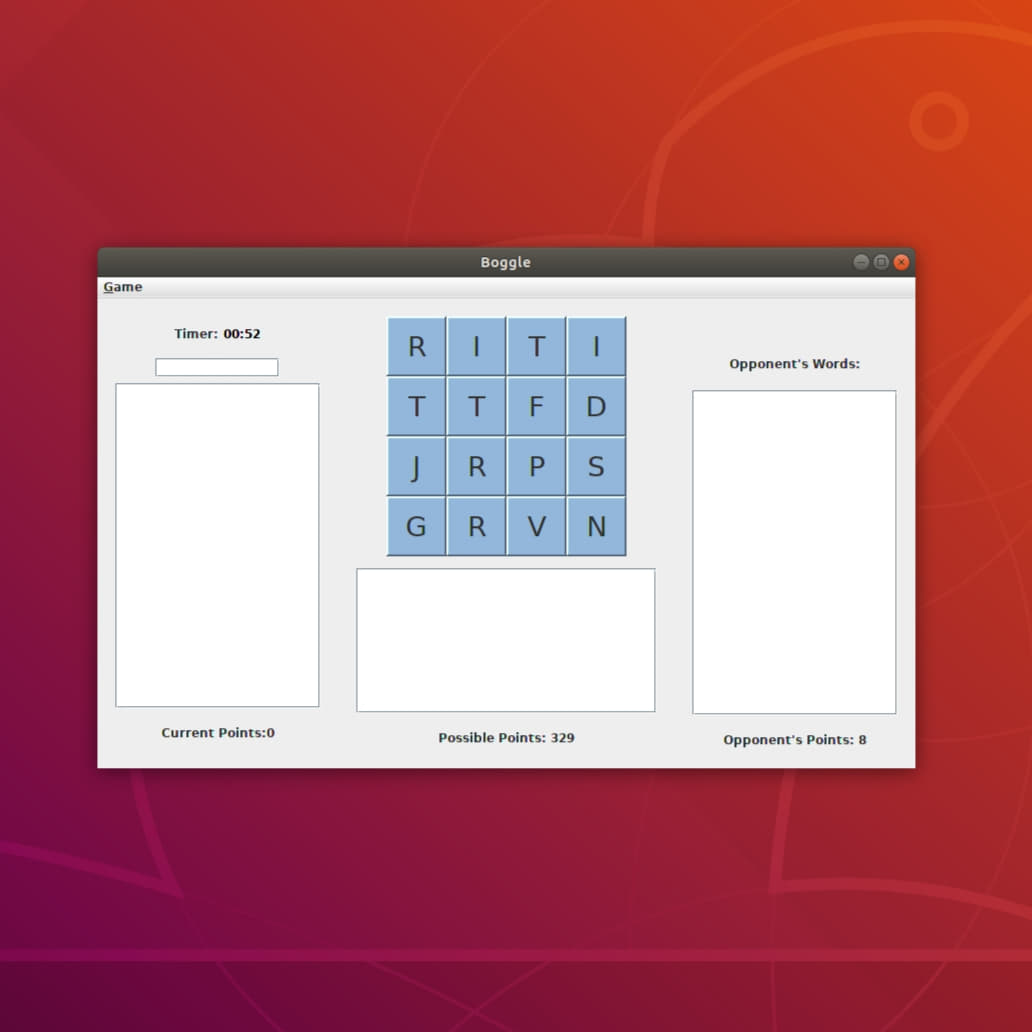 Boggle
Game
Timer: 00:52
R I T I
T T F D
J R P S
G R V N
Opponent's Words:
Current Points:0
Possible Points: 329
Opponent's Points: 8